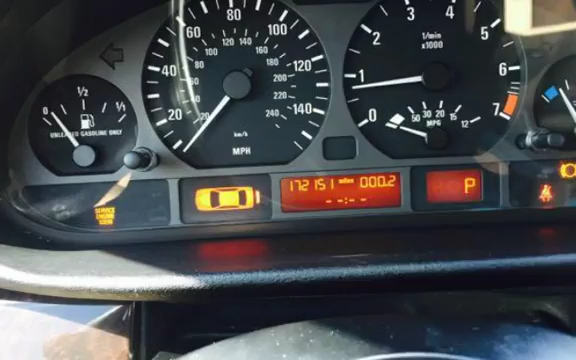 0 1/2 1/1
UNLEADED GASOLINE ONLY
20 40 60 80 100 120 140
20 40 60 80 100 120 140 160 180 200 220 240
km/h
MPH
0 1 2 3 4 5 6 7
1/min
x1000
50 30 20 15 12
MPG
SERVICE
ENGINE
SOON
172151 miles 000.2
--:--
P